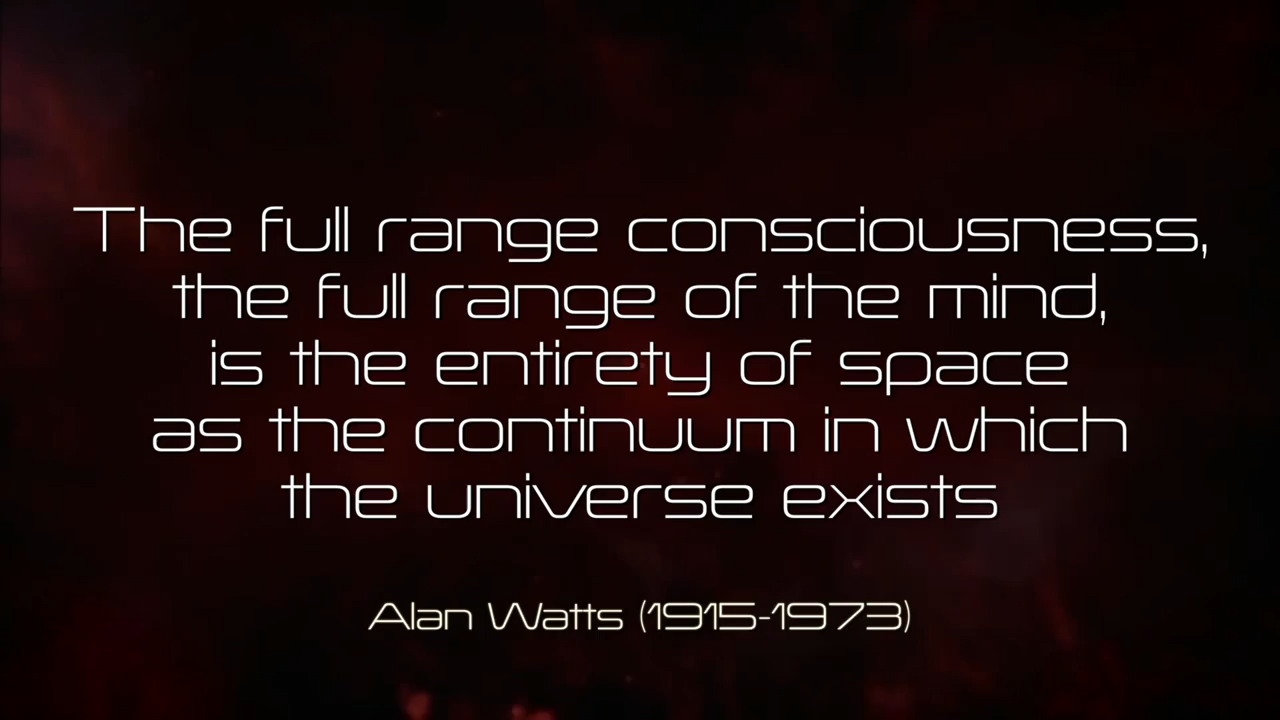 The full range consciousness,
the full range of the mind,
is the entirety of space
as the continuum in which
the universe exists
Alan Watts (1915-1973)